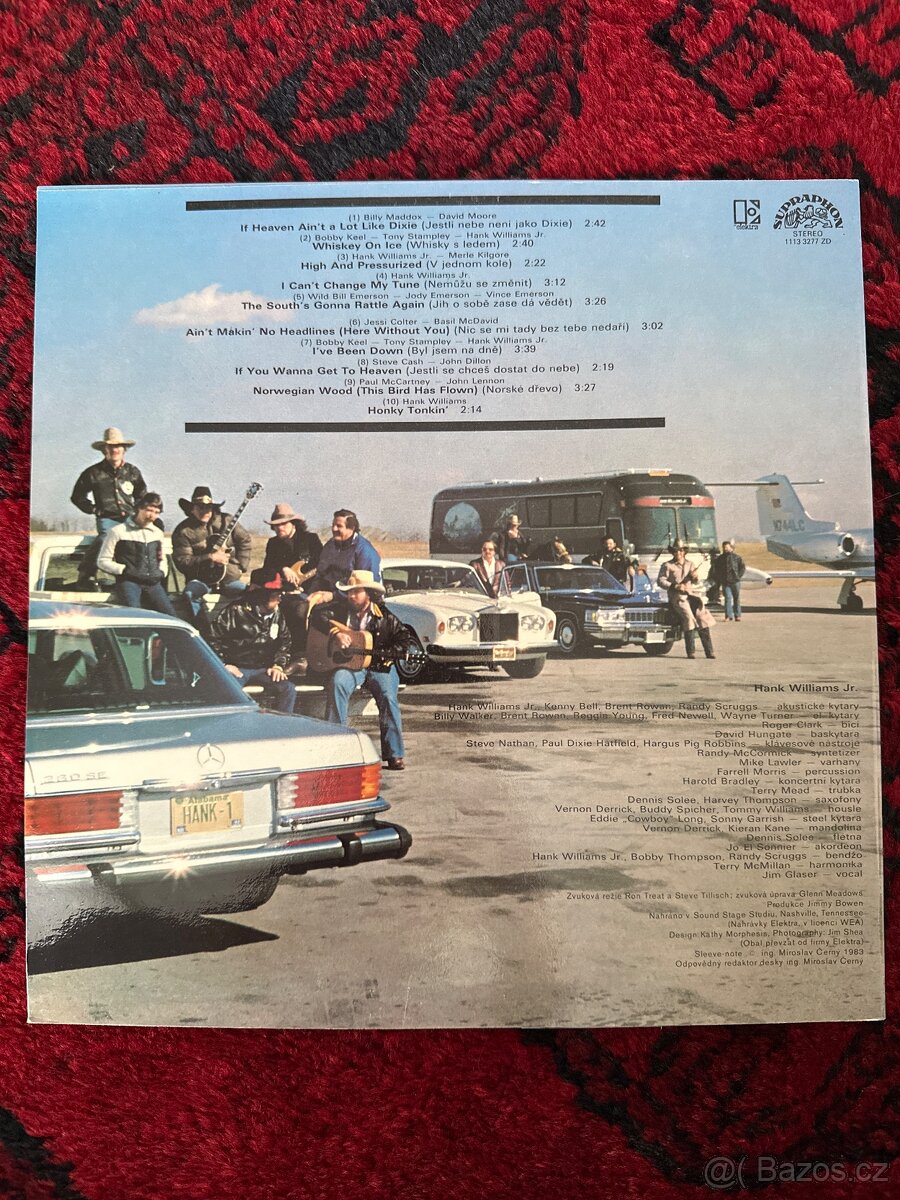 (1) Billy Maddox — David Moore
If Heaven Ain't a Lot Like Dixie (Jestli nebe není jako Dixie) 2:42
(2) Bobby Keel — Tony Stampley — Hank Williams Jr.
Whiskey On Ice (Whisky s ledem) 2:40
(3) Hank Williams Jr. — Merle Kilgore
High And Pressurized (V jednom kole) 2:22
(4) Hank Williams Jr.
I Can't Change My Tune (Nemůžu se změnit) 3:12
(5) Wild Bill Emerson — Jody Emerson — Vince Emerson
The South's Gonna Rattle Again (Jih o sobě zase dá vědět) 3:26
(6) Jessi Colter — Basil McDavid
Ain't Makin' No Headlines (Here Without You) (Nic se mi tady bez tebe nedaří) 3:02
(7) Bobby Keel — Tony Stampley — Hank Williams Jr.
I've Been Down (Byl jsem na dně) 3:39
(8) Steve Cash — John Dillon
If You Wanna Get To Heaven (Jestli se chceš dostat do nebe) 2:19
(9) Paul McCartney — John Lennon
Norwegian Wood (This Bird Has Flown) (Norské dřevo) 3:27
(10) Hank Williams
Honky Tonkin' 2:14
elektra
SUPRAPHON
STEREO
1113 3277 ZD
280 SE
Alabama
HANK-1
Hank Williams Jr.
Hank Williams Jr., Kenny Bell, Brent Rowan, Randy Scruggs — akustické kytary
Billy Walker, Brent Rowan, Reggie Young, Fred Newell, Wayne Turner — el. kytary
Roger Clark — bicí
David Hungate — baskytara
Steve Nathan, Paul Dixie Hatfield, Hargus Pig Robbins — klávesové nástroje
Randy McCormick — syntetizer
Mike Lawler — varhany
Farrell Morris — percussion
Harold Bradley — koncertní kytara
Terry Mead — trubka
Dennis Solee, Harvey Thompson — saxofony
Vernon Derrick, Buddy Spicher, Tommy Williams — housle
Eddie „Cowboy" Long, Sonny Garrish — steel kytara
Vernon Derrick, Kieran Kane — mandolína
Dennis Solee — flétna
Jo El Sonnier — akordeon
Hank Williams Jr., Bobby Thompson, Randy Scruggs — bendžo
Terry McMillan — harmonika
Jim Glaser — vocal
Zvuková režie Ron Treat a Steve Tillisch; zvuková úprava Glenn Meadows
Produkce Jimmy Bowen
Nahráno v Sound Stage Studiu, Nashville, Tennessee
(Nahrávky Elektra, v licenci WEA)
Design: Kathy Morphesis, Photography: Jim Shea
(Obal převzat od firmy Elektra)
Sleeve-note © ing. Miroslav Černý 1983
Odpovědný redaktor desky ing. Miroslav Černý
@( Bazoš.cz